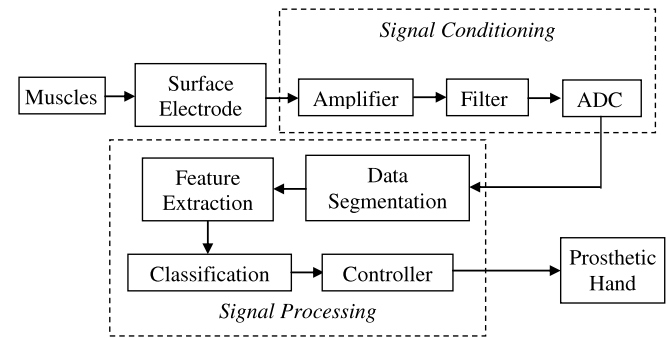 Signal Conditioning
Muscles
Surface
Electrode
Amplifier
Filter
ADC
Feature
Extraction
Data
Segmentation
Classification
Controller
Prosthetic
Hand
Signal Processing